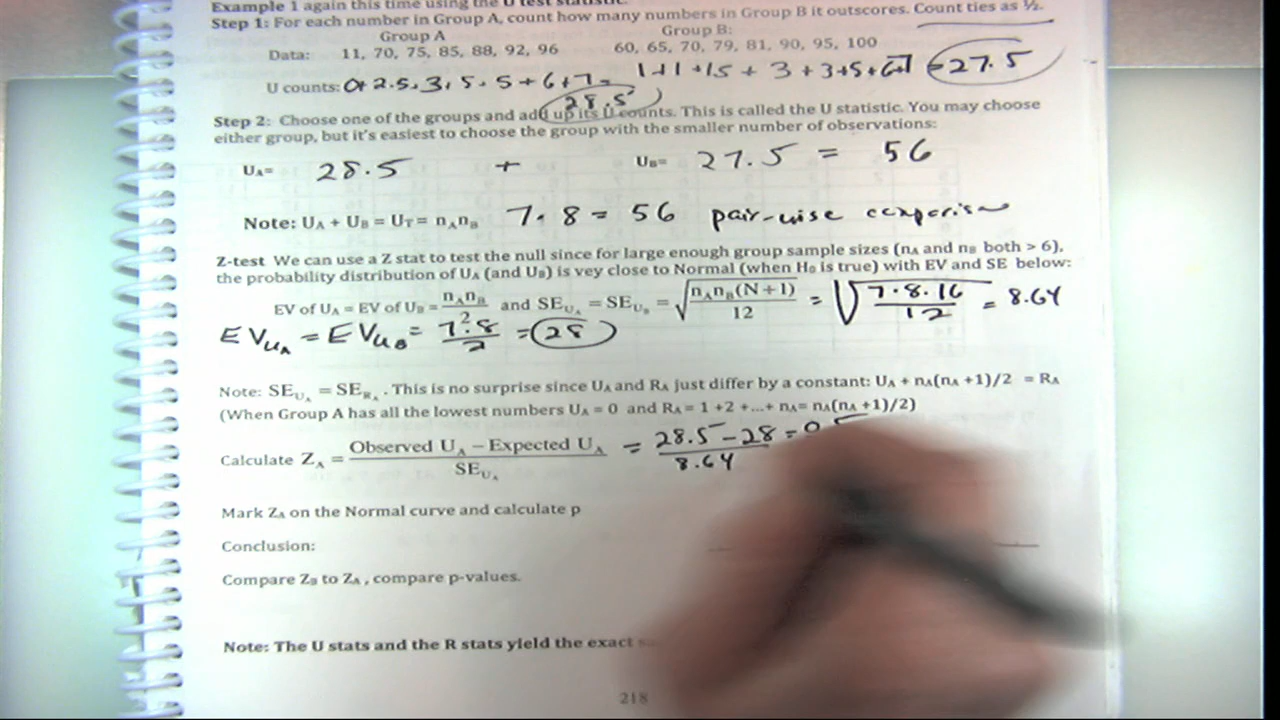 Example 1 again this time using the U test statistic.
Step 1: For each number in Group A, count how many numbers in Group B it outscores. Count ties as ½.
Group A Group B:
Data: 11, 70, 75, 85, 88, 92, 96 60, 65, 70, 79, 81, 90, 95, 100
U counts: 0+ 2.5, 3, 5, 5 + 6 + 7 = 1+1+1.5 + 3 + 3+5+6+7 = 27.5
28.5
Step 2: Choose one of the groups and add up its U counts. This is called the U statistic. You may choose
either group, but it's easiest to choose the group with the smaller number of observations:
UA= 28.5 + UB= 27.5 = 56
Note: UA + UB = UT = nAnB 7 · 8 = 56 pair-wise comparison
Z-test We can use a Z stat to test the null since for large enough group sample sizes (nA and nB both > 6),
the probability distribution of UA (and UB) is vey close to Normal (when H0 is true) with EV and SE below:
EV of UA = EV of UB = nAnB/2 and SEUA = SEUB = √nAnB(N+1)/12 = √7·8·16/12 = 8.64
EVUA = EVUB = 7·8/2 = 28
Note: SEUA = SERA. This is no surprise since UA and RA just differ by a constant: UA + nA(nA +1)/2 = RA
(When Group A has all the lowest numbers UA = 0 and RA = 1 +2 +...+ nA= nA(nA +1)/2)
Calculate ZA = Observed UA − Expected UA/SEUA = 28.5 − 28/8.64 = 0.5
Mark ZA on the Normal curve and calculate p
Conclusion:
Compare ZB to ZA , compare p-values.
Note: The U stats and the R stats yield the exact
218